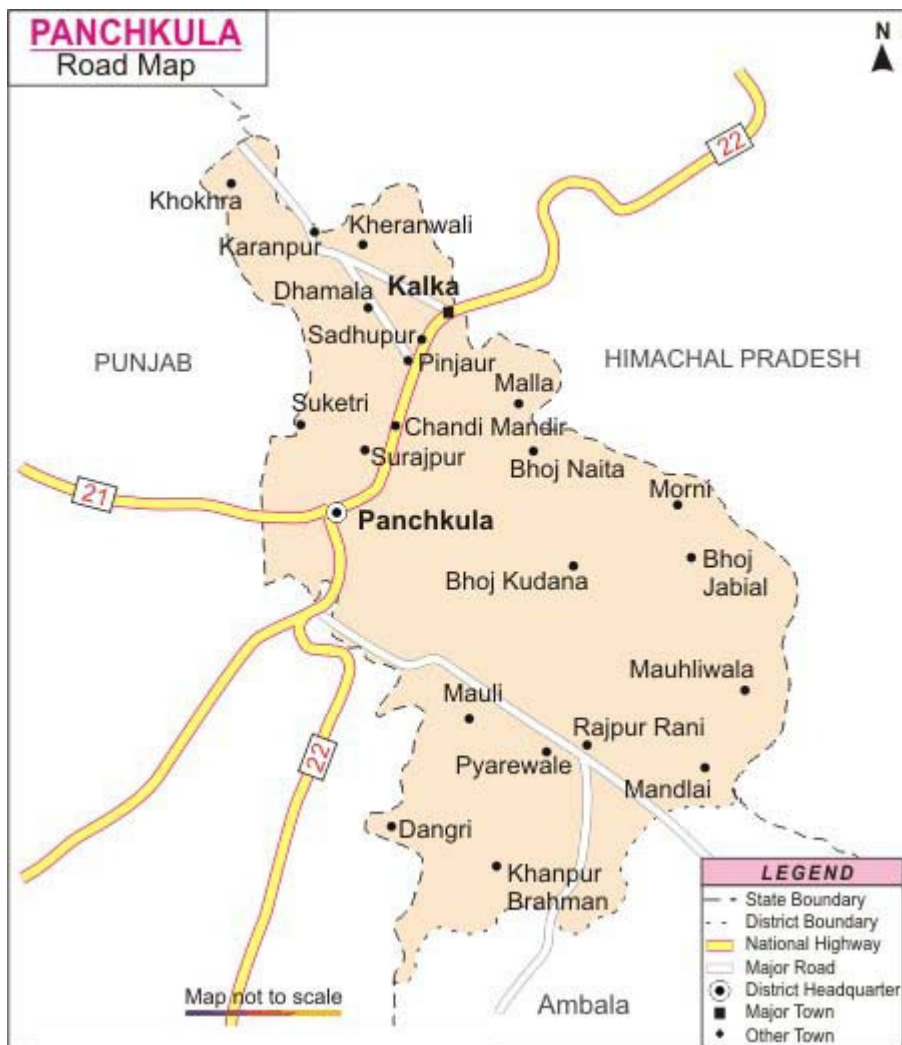 PANCHKULA
Road Map
N
22
Khokhra
Karanpur
Kheranwali
Dhamala
Kalka
Sadhupur
PUNJAB
Pinjaur
HIMACHAL PRADESH
Malla
Suketri
Chandi Mandir
Surajpur
Bhoj Naita
21
Morni
Panchkula
Bhoj Kudana
Bhoj
Jabial
Mauhliwala
Mauli
Rajpur Rani
22
Pyarewale
Mandlai
Dangri
Khanpur
Brahman
LEGEND
State Boundary
District Boundary
National Highway
Major Road
District Headquarter
Major Town
Other Town
Map not to scale
Ambala